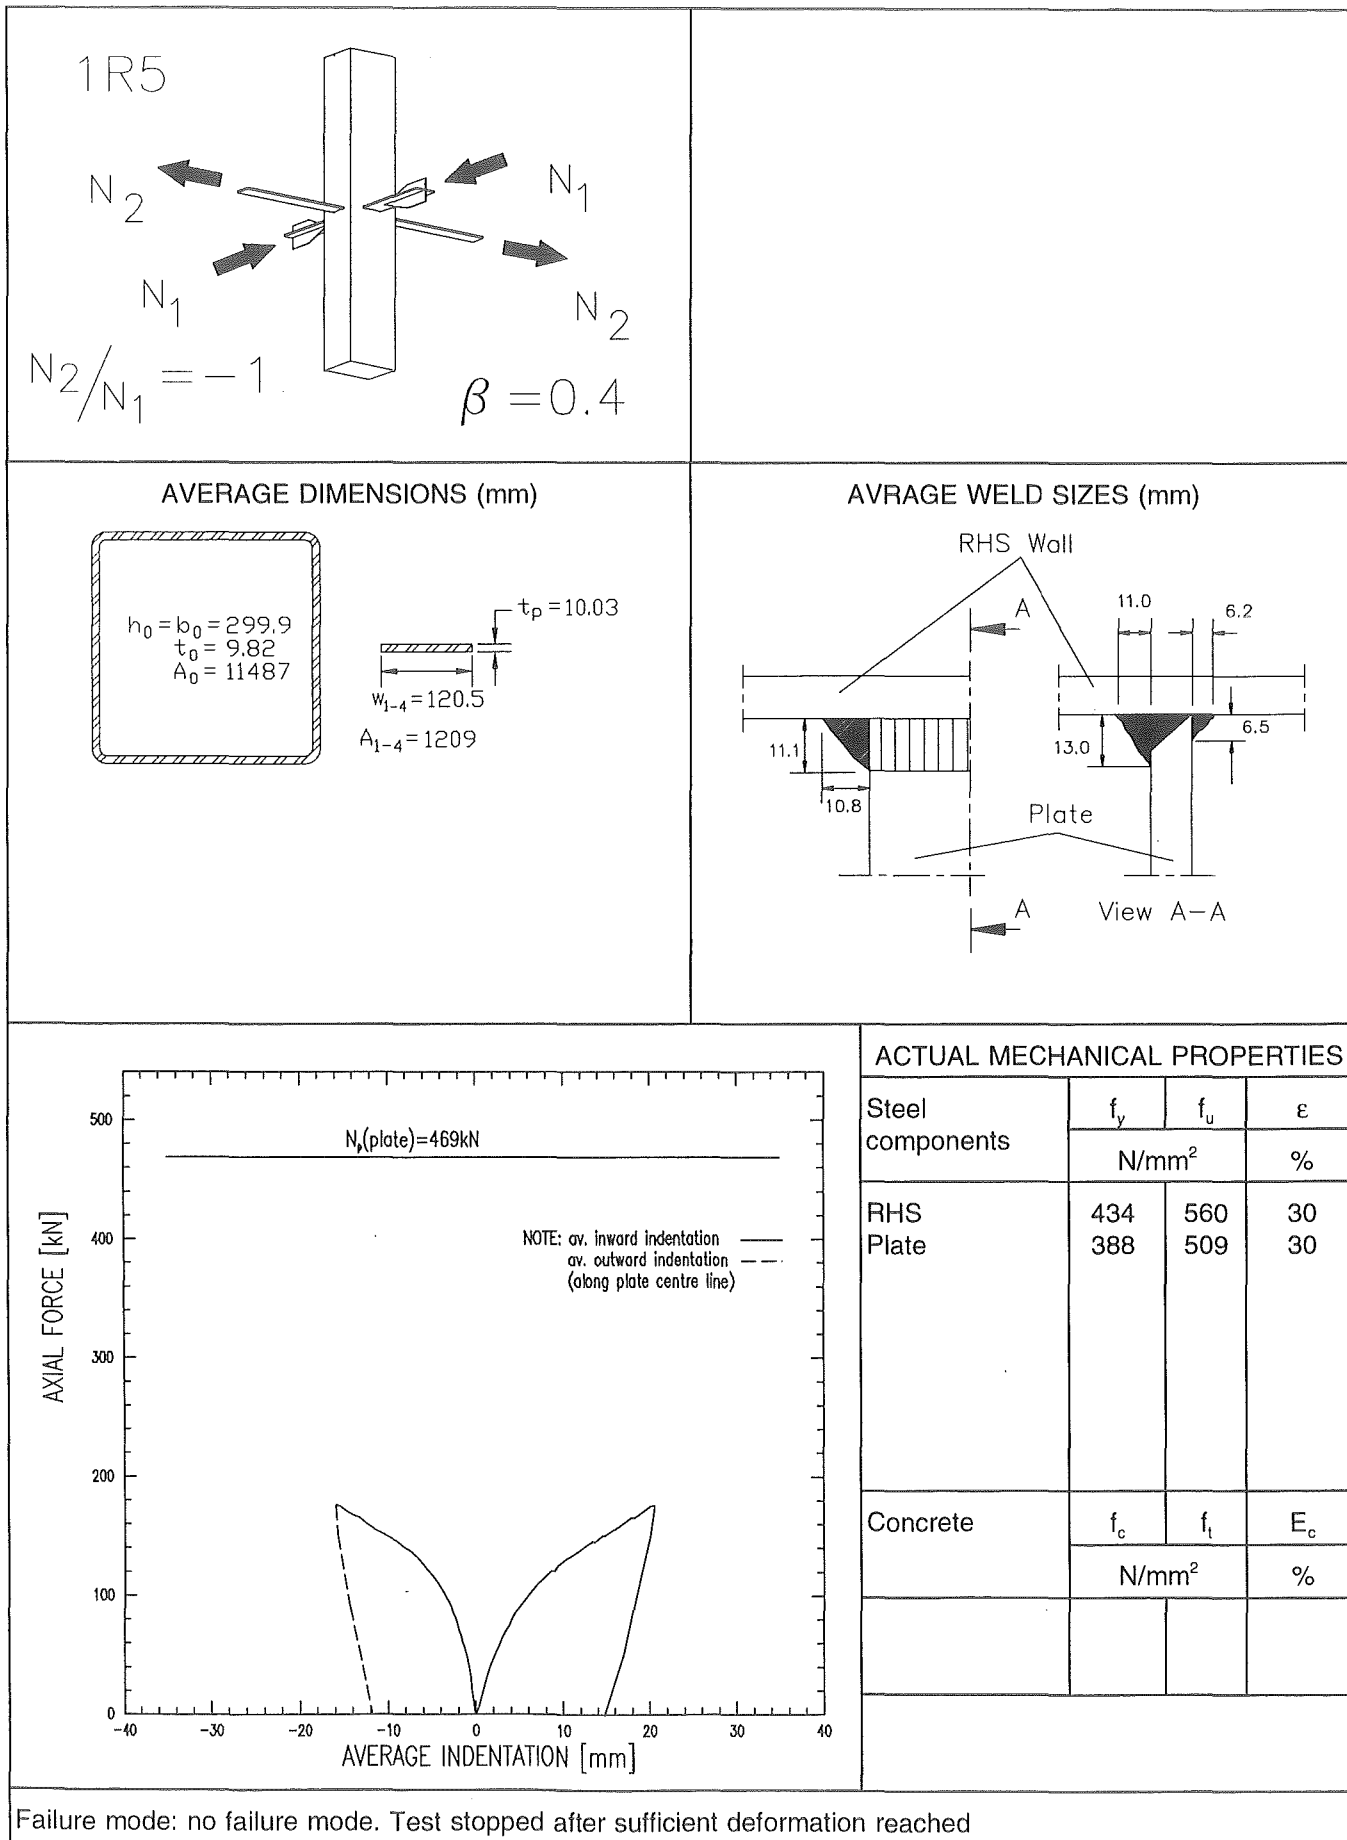 1R5
N2
N1
N1
N2
N2/N1 = -1
β = 0.4
AVERAGE DIMENSIONS (mm)
h0 = b0 = 299.9
t0 = 9.82
A0 = 11487
tp = 10.03
w1-4 = 120.5
A1-4 = 1209
AVRAGE WELD SIZES (mm)
RHS Wall
A
11.0
6.2
11.1
10.8
13.0
6.5
Plate
A
View A-A
AXIAL FORCE [kN]
500
400
300
200
100
0
Np(plate)=469kN
NOTE: av. inward indentation
av. outward indentation
(along plate centre line)
-40 -30 -20 -10 0 10 20 30 40
AVERAGE INDENTATION [mm]
ACTUAL MECHANICAL PROPERTIES
Steel components fy fu ε
N/mm² %
RHS 434 560 30
Plate 388 509 30
Concrete fc ft Ec
N/mm² %
Failure mode: no failure mode. Test stopped after sufficient deformation reached